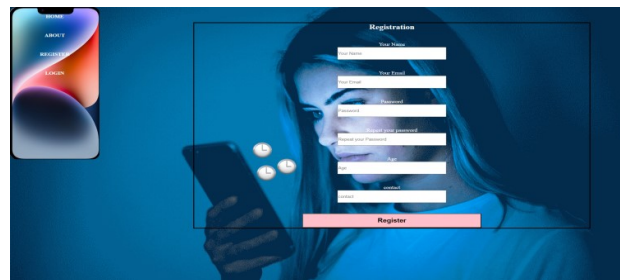 HOME
ABOUT
REGISTER
LOGIN
Registration
Your Name
Your Name
Your Email
Your Email
Password
Password
Repeat your password
Repeat your Password
Age
Age
contact
contact
Register